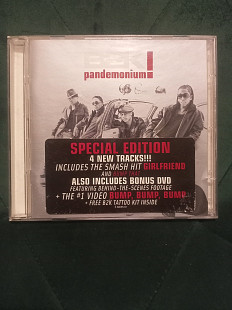 B2K
pandemonium!
SPECIAL EDITION
4 NEW TRACKS!!!
INCLUDES THE SMASH HIT GIRLFRIEND
AND
ALSO INCLUDES BONUS DVD
FEATURING BEHIND-THE-SCENES FOOTAGE
+ THE #1 VIDEO BUMP, BUMP, BUMP
+ FREE B2K TATTOO KIT INSIDE